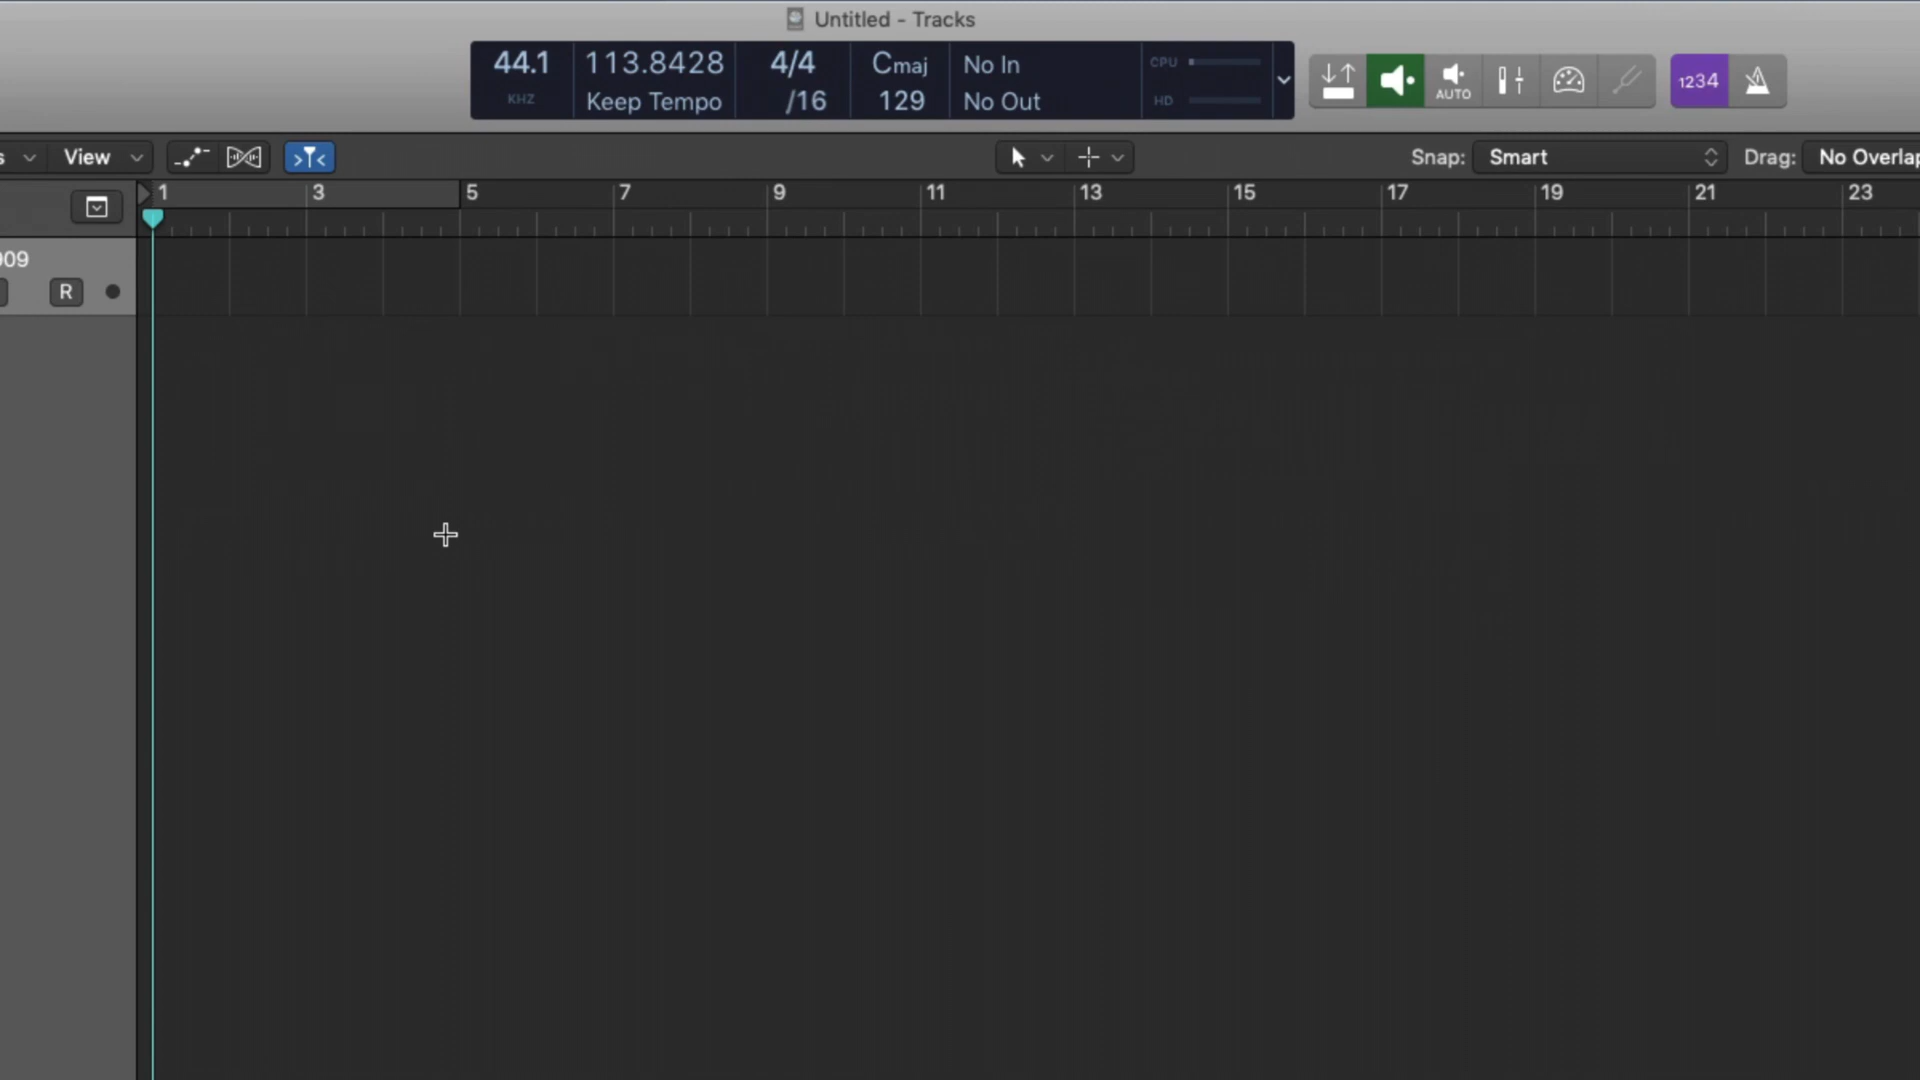 Untitled - Tracks
44.1 113.8428 4/4 Cmaj No In CPU
KHZ Keep Tempo /16 129 No Out HD
AUTO 1234
s View Snap: Smart Drag: No Overlap
1 3 5 7 9 11 13 15 17 19 21 23
009
R